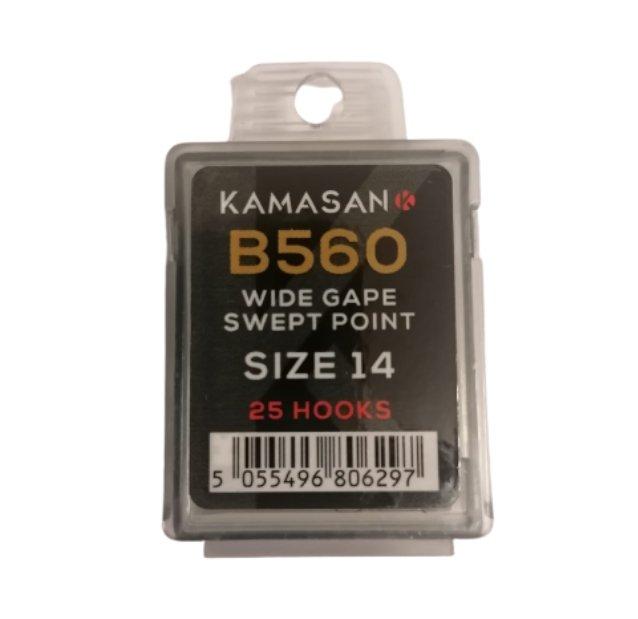 KAMASAN K
B560
WIDE GAPE
SWEPT POINT
SIZE 14
25 HOOKS
5 055496 806297